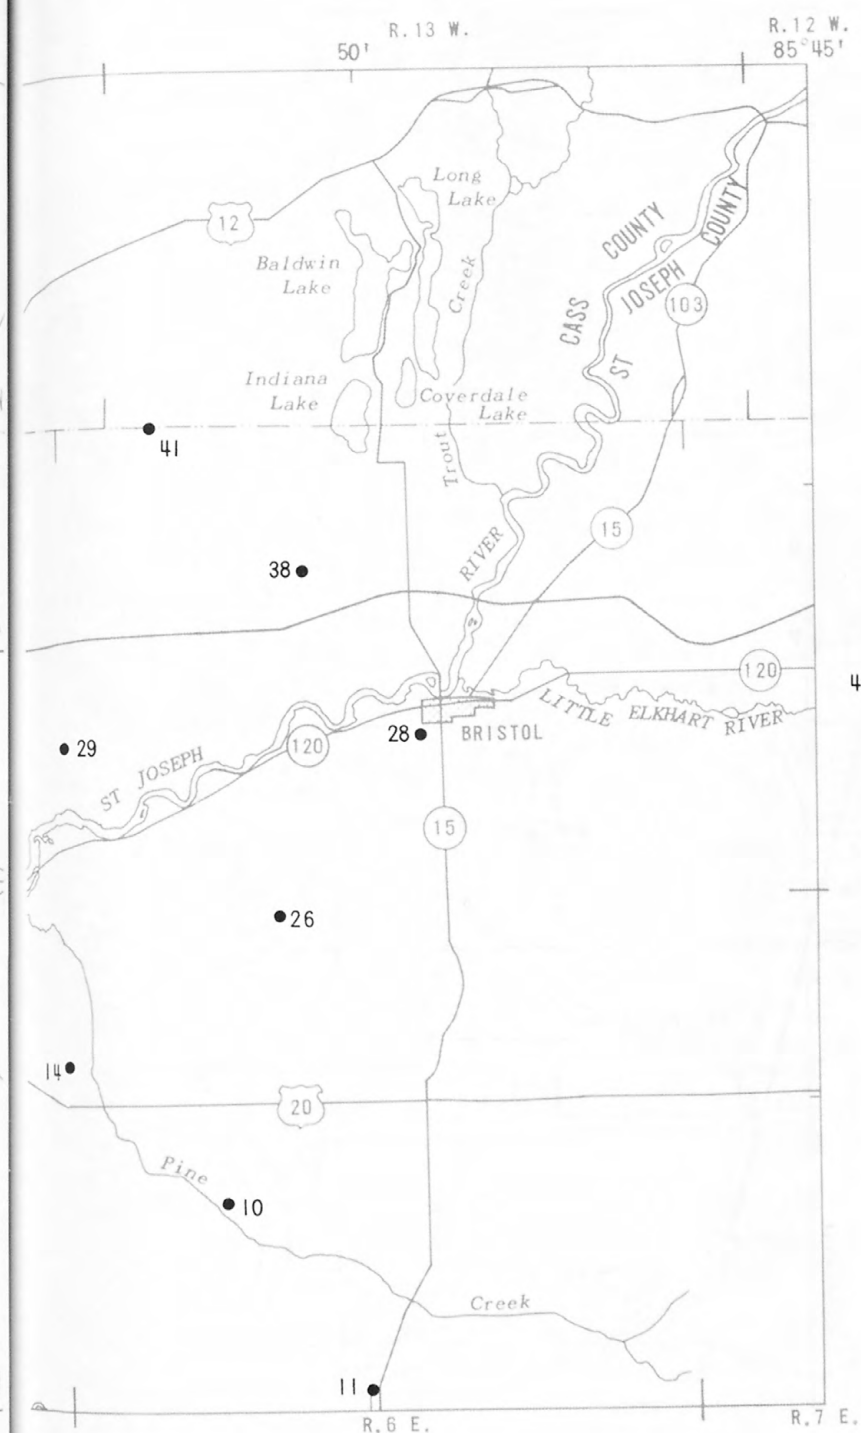 R.13 W.
R.12 W.
50'
85°45'
Long
Lake
12
COUNTY
COUNTY
Baldwin
Lake
Creek
CASS
JOSEPH
103
ST
Indiana
Lake
Coverdale
Lake
41
Trout
15
RIVER
38
120
4
LITTLE ELKHART RIVER
28
BRISTOL
29
120
ST JOSEPH
15
26
14
20
Pine
10
Creek
11
R.6 E.
R.7 E.